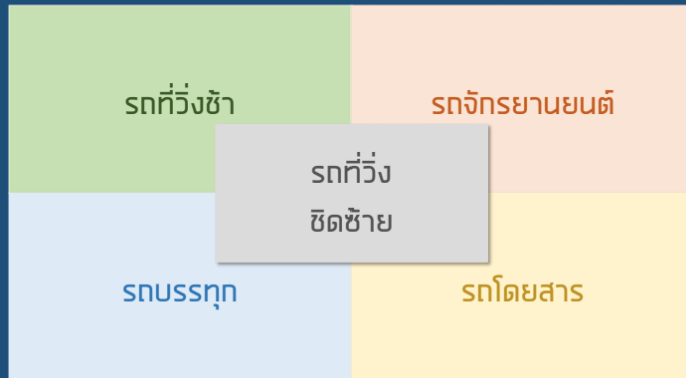 รถที่วิ่งช้า
รถจักรยานยนต์
รถที่วิ่ง
ชิดซ้าย
รถบรรทุก
รถโดยสาร